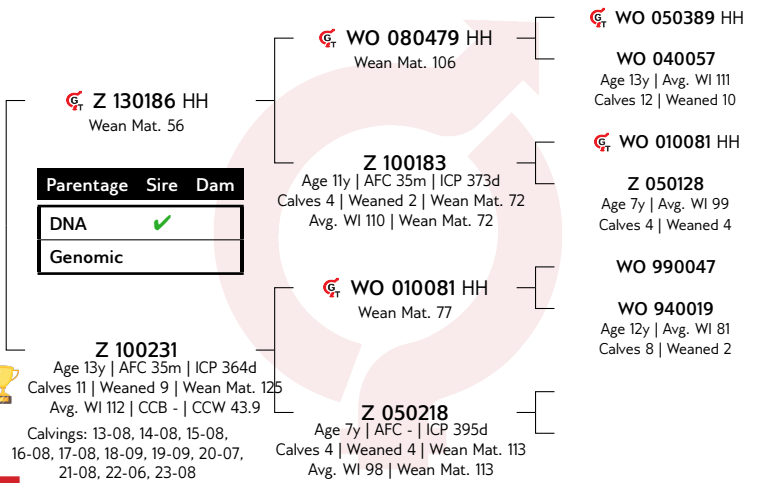 Z 130186 HH
Wean Mat. 56
Parentage Sire Dam
DNA ✔
Genomic
Z 100231
Age 13y | AFC 35m | ICP 364d
Calves 11 | Weaned 9 | Wean Mat. 125
Avg. WI 112 | CCB - | CCW 43.9
Calvings: 13-08, 14-08, 15-08,
16-08, 17-08, 18-09, 19-09, 20-07,
21-08, 22-06, 23-08
GT WO 080479 HH
Wean Mat. 106
Z 100183
Age 11y | AFC 35m | ICP 373d
Calves 4 | Weaned 2 | Wean Mat. 72
Avg. WI 110 | Wean Mat. 72
GT WO 010081 HH
Wean Mat. 77
Z 050218
Age 7y | AFC - | ICP 395d
Calves 4 | Weaned 4 | Wean Mat. 113
Avg. WI 98 | Wean Mat. 113
GT WO 050389 HH
WO 040057
Age 13y | Avg. WI 111
Calves 12 | Weaned 10
GT WO 010081 HH
Z 050128
Age 7y | Avg. WI 99
Calves 4 | Weaned 4
WO 990047
WO 940019
Age 12y | Avg. WI 81
Calves 8 | Weaned 2